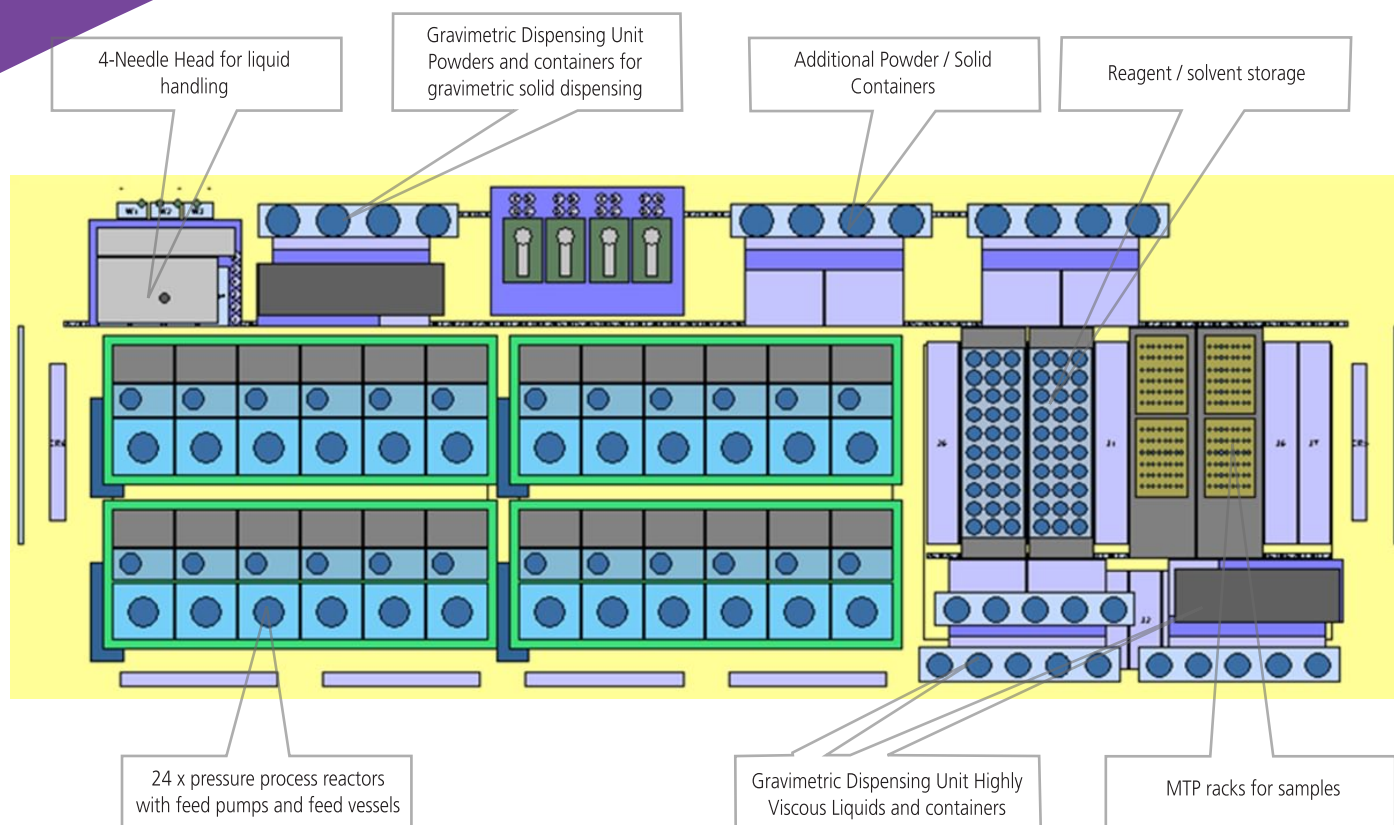 4-Needle Head for liquid
handling
Gravimetric Dispensing Unit
Powders and containers for
gravimetric solid dispensing
Additional Powder / Solid
Containers
Reagent / solvent storage
24 x pressure process reactors
with feed pumps and feed vessels
Gravimetric Dispensing Unit Highly
Viscous Liquids and containers
MTP racks for samples